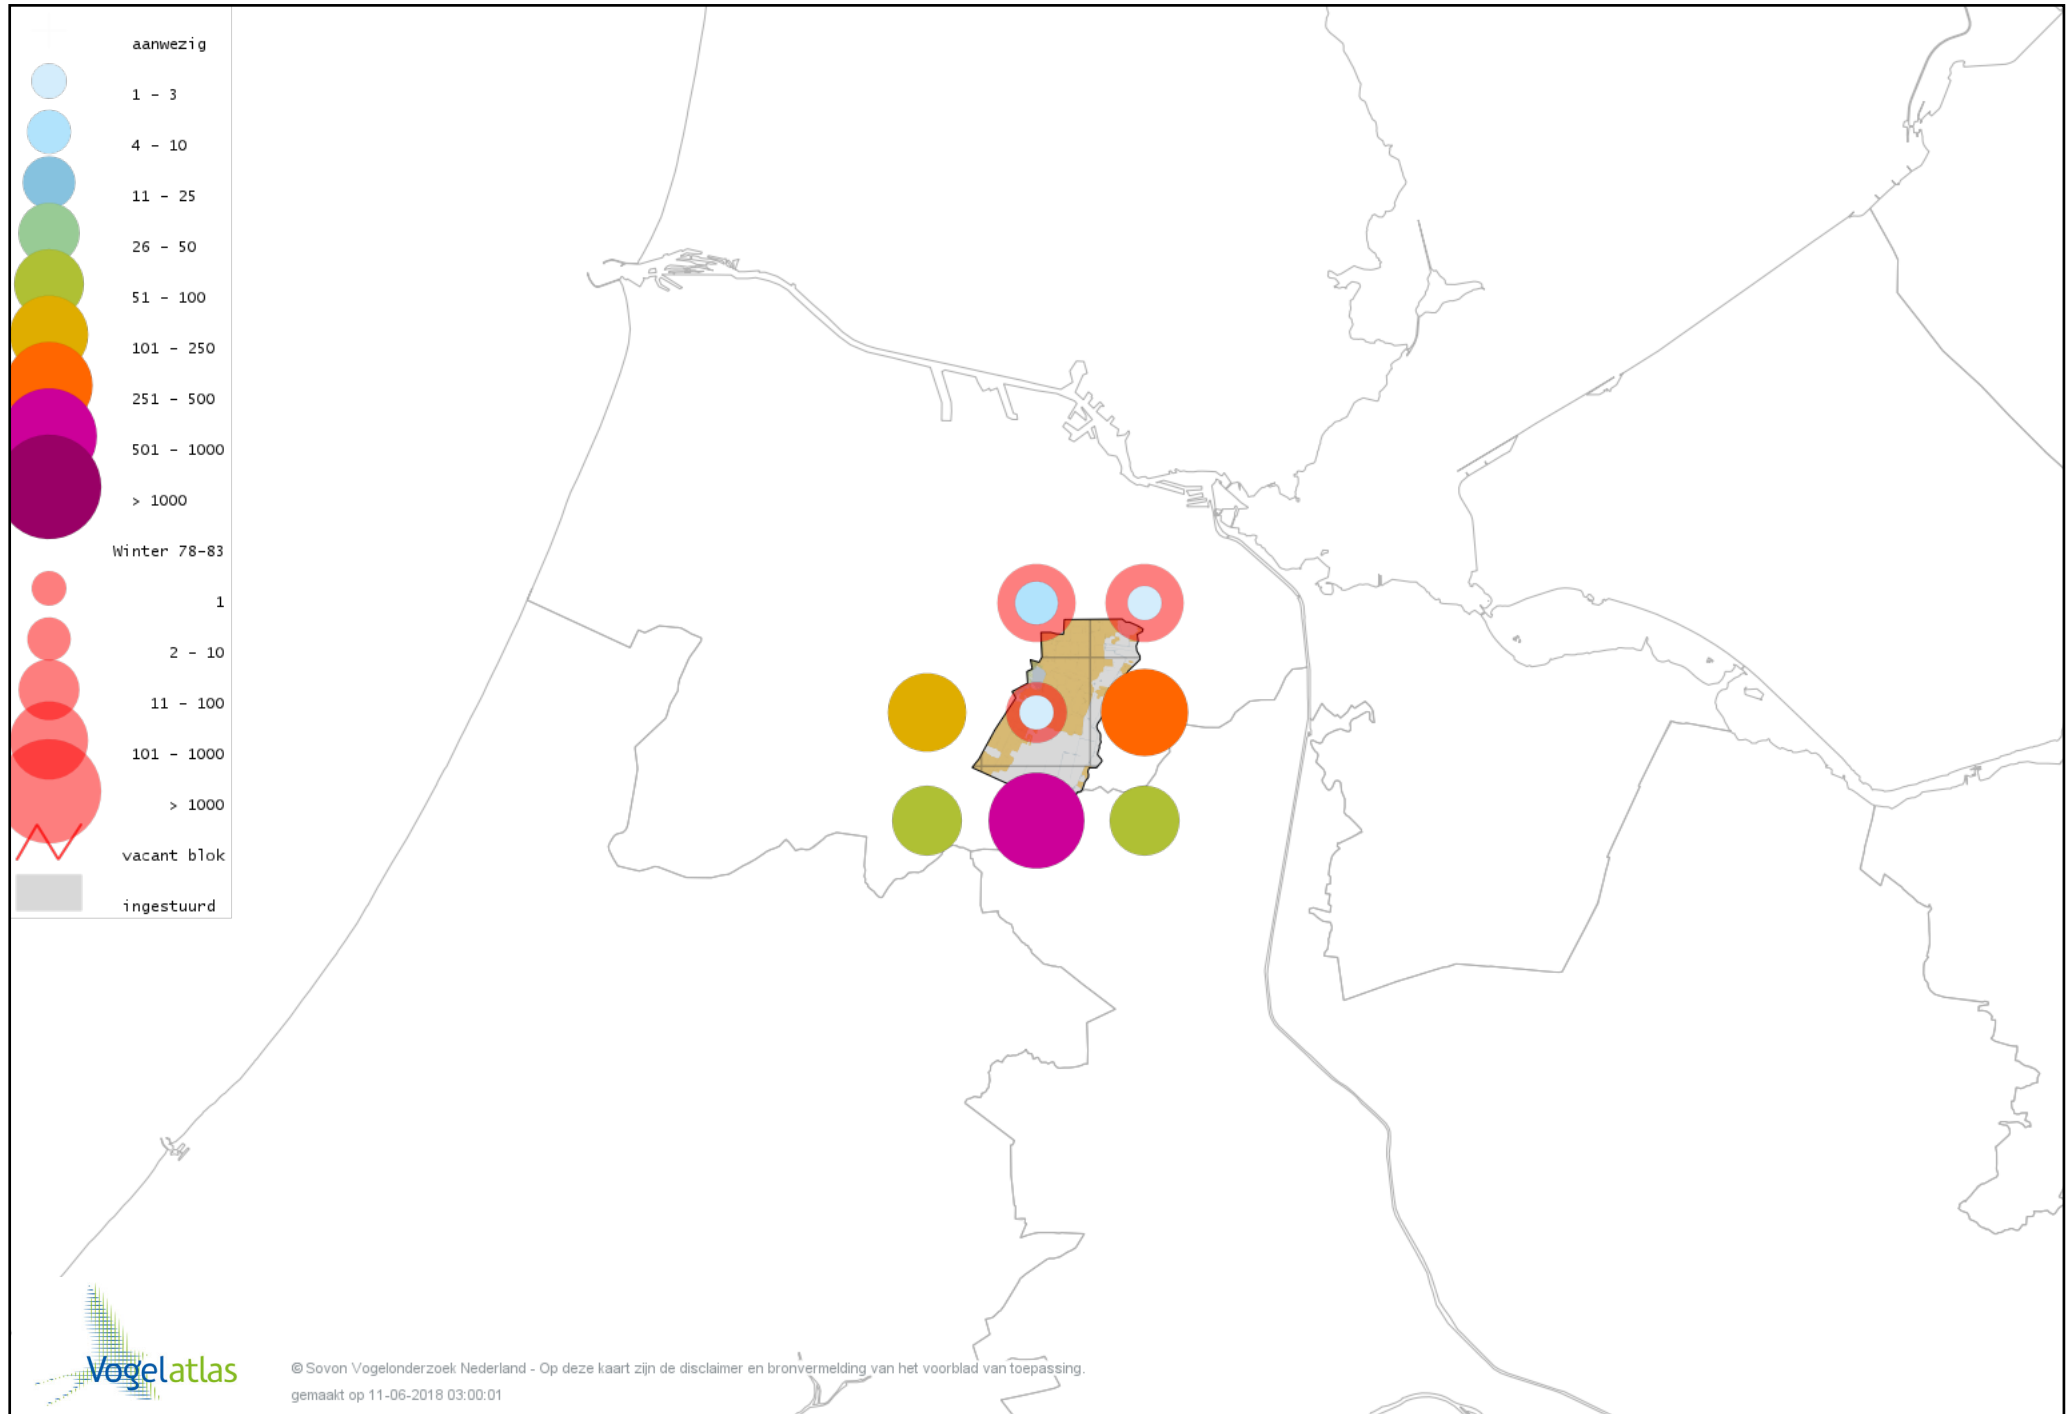 aanwezig
1 - 3
4 - 10
11 - 25
26 - 50
51 - 100
101 - 250
251 - 500
501 - 1000
> 1000
Winter 78-83
1
2 - 10
11 - 100
101 - 1000
> 1000
vacant blok
ingestuurd
Vogelatlas
© Sovon Vogelonderzoek Nederland - Op deze kaart zijn de disclaimer en bronvermelding van het voorblad van toepassing.
gemaakt op 11-06-2018 03:00:01